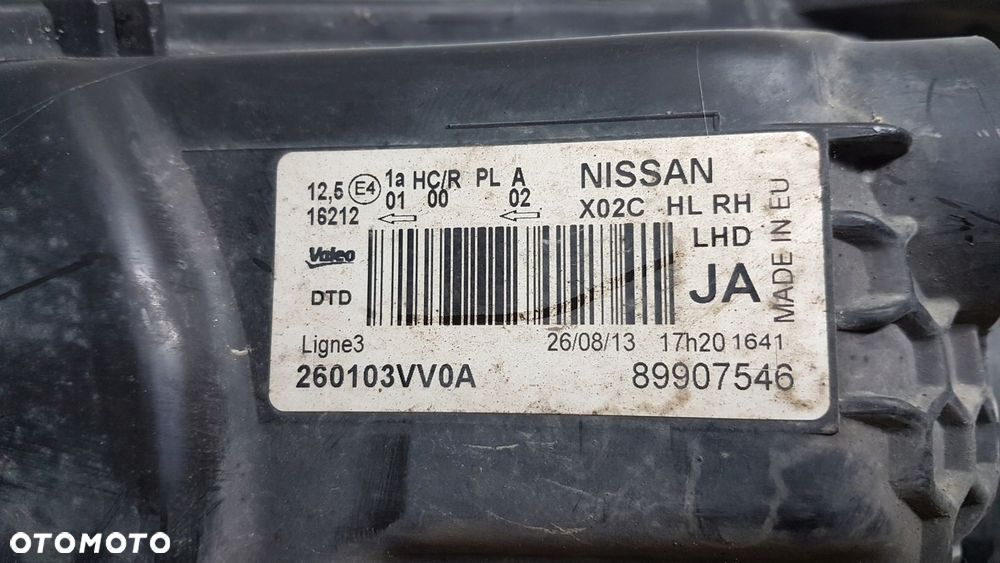 12,5 E4 1a HC/R PL A
16212 01 00 02
NISSAN
X02C HL RH
LHD
JA
MADE IN EU
Valeo
DTD
Ligne3 26/08/13 17h20 1641
260103VV0A 89907546
OTOMOTO